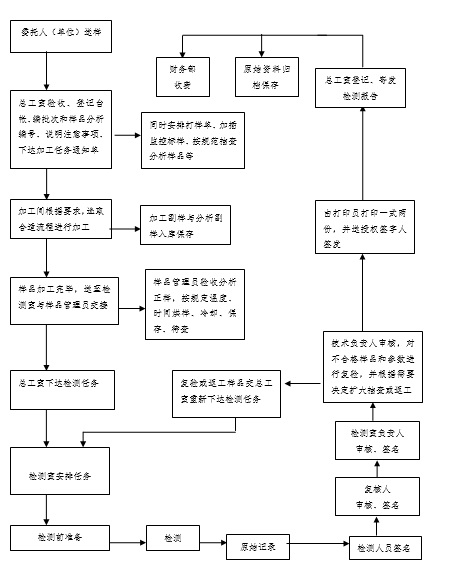 委托人（单位）送样
总工室验收、登记台
帐、编批次和样品分析
编号、说明注意事项、
下达加工任务通知单
同时安排打样单、加插
监控标样、按规范抽查
分析样品等
加工间根据要求，选取
合适流程进行加工
加工副样与分析副
样入库保存
样品加工完毕，送至检
测室与样品管理员交接
样品管理员验收分析
正样，按规定温度、
时间烘样、冷却、保
存、待查
总工室下达检测任务
复验或返工样品交总工
室重新下达检测任务
检测室安排任务
检测前准备
检测
原始记录
检测人员签名
复核人
审核、签名
检测室负责人
审核、签名
技术负责人审核，对
不合格样品和参数进
行复验，并根据需要
决定扩大抽查或返工
由打印员打印一式两
份，并送授权签字人
签发
总工室登记、寄发
检测报告
原始资料归
档保存
财务部
收费